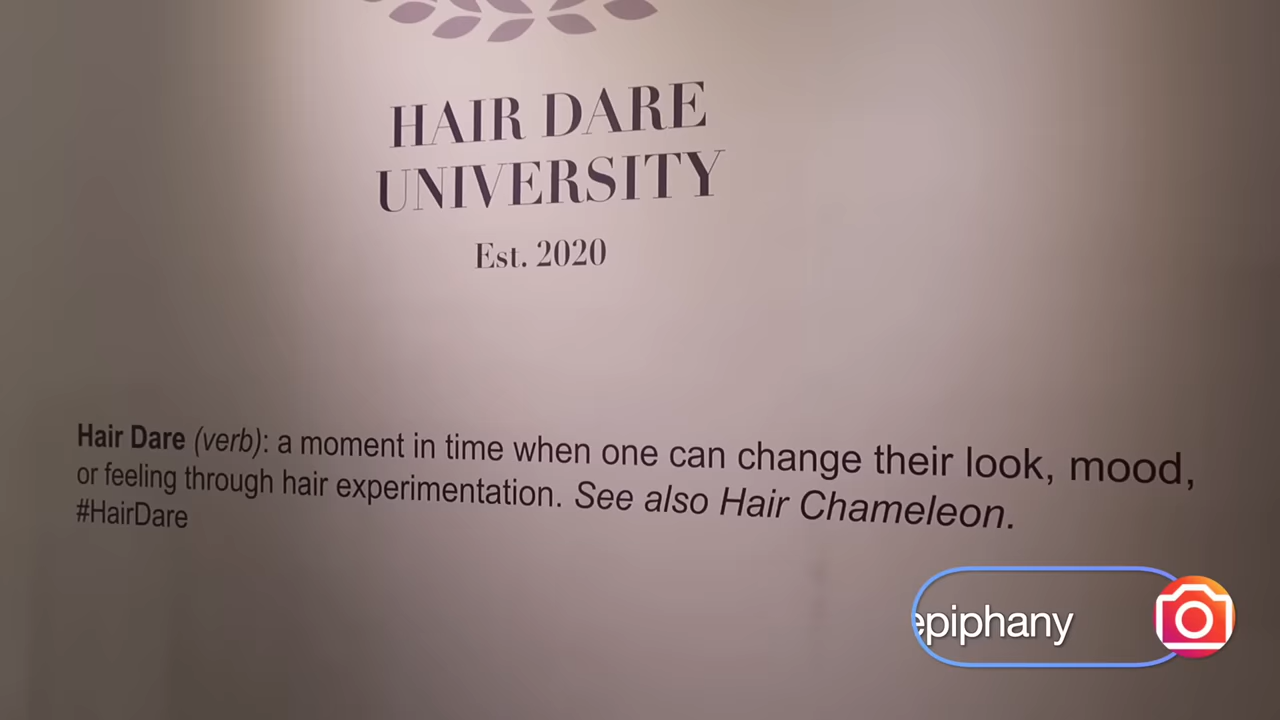 HAIR DARE
UNIVERSITY
Est. 2020
Hair Dare (verb): a moment in time when one can change their look, mood,
or feeling through hair experimentation. See also Hair Chameleon.
#HairDare
epiphany